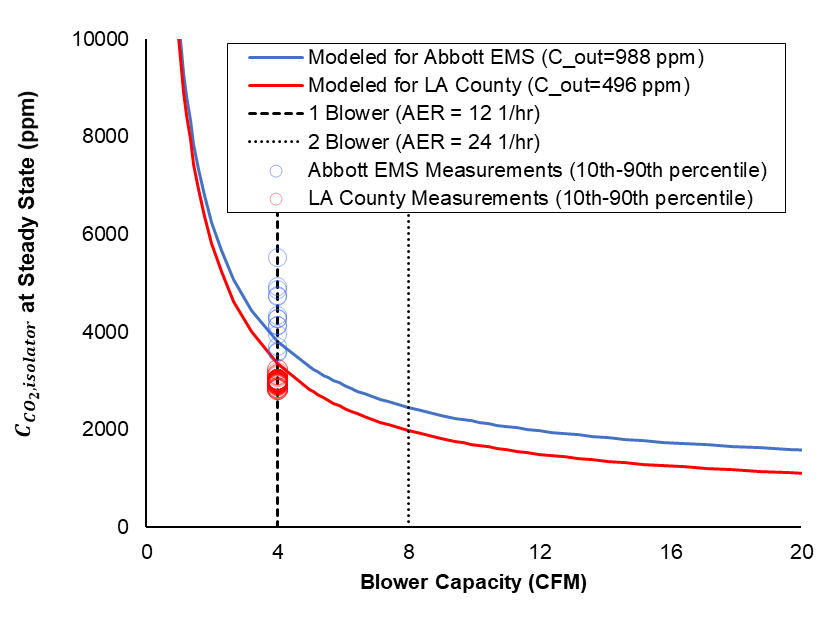 10000
8000
6000
4000
2000
0
C_{CO_2,isolator} at Steady State (ppm)
Modeled for Abbott EMS (C_out=988 ppm)
Modeled for LA County (C_out=496 ppm)
1 Blower (AER = 12 1/hr)
2 Blower (AER = 24 1/hr)
Abbott EMS Measurements (10th-90th percentile)
LA County Measurements (10th-90th percentile)
0 4 8 12 16 20
Blower Capacity (CFM)